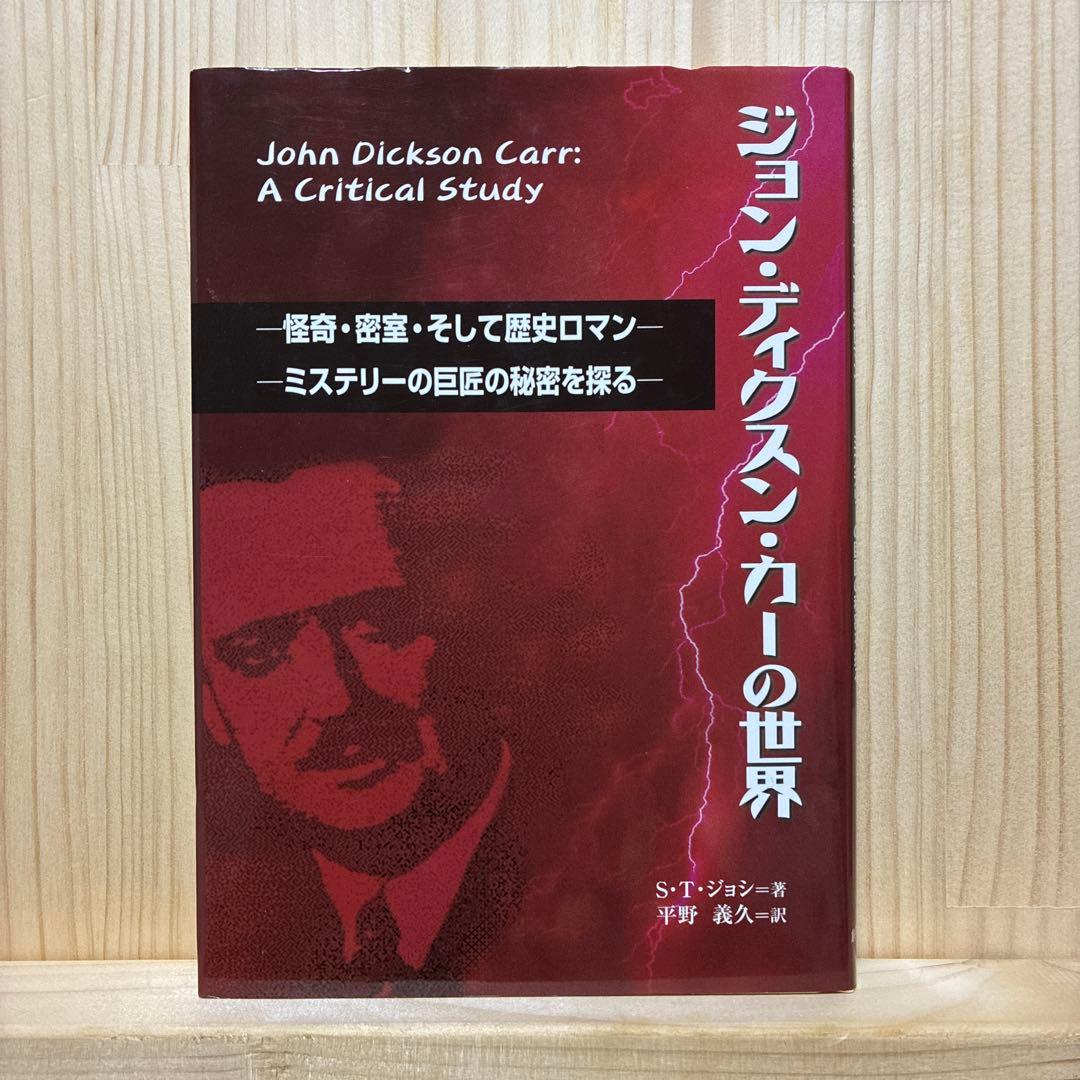 John Dickson Carr:
A Critical Study
ジョン・ディクスン・カーの世界
―怪奇・密室・そして歴史ロマン―
―ミステリーの巨匠の秘密を探る―
S・T・ジョシ=著
平野 義久=訳